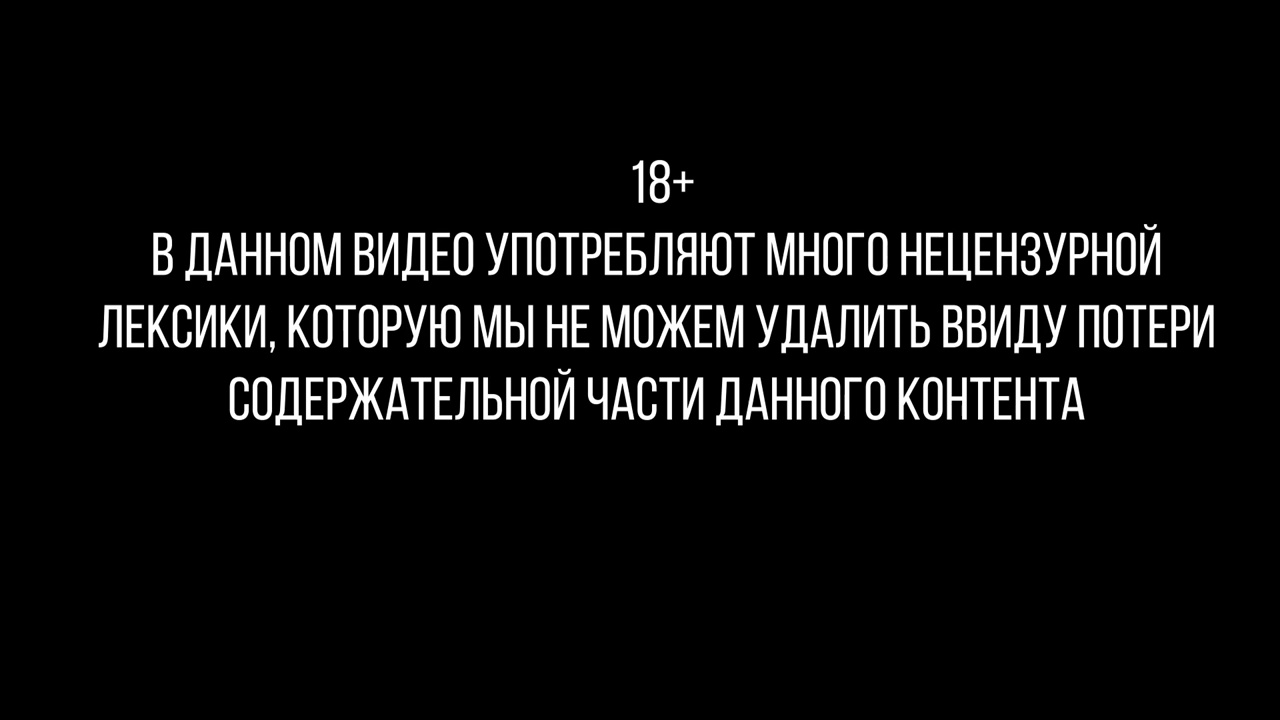 18+
В ДАННОМ ВИДЕО УПОТРЕБЛЯЮТ МНОГО НЕЦЕНЗУРНОЙ
ЛЕКСИКИ, КОТОРУЮ МЫ НЕ МОЖЕМ УДАЛИТЬ ВВИДУ ПОТЕРИ
СОДЕРЖАТЕЛЬНОЙ ЧАСТИ ДАННОГО КОНТЕНТА